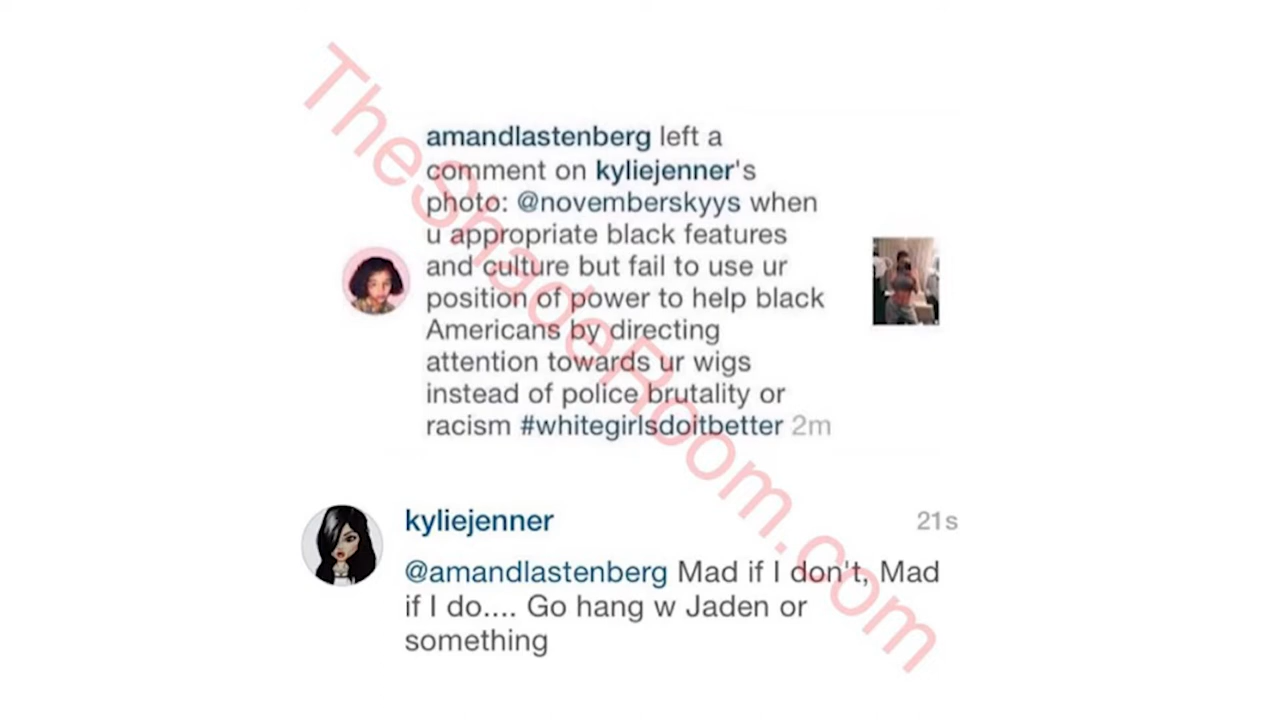 amandlastenberg left a
comment on kyliejenner's
photo: @novemberskyys when
u appropriate black features
and culture but fail to use ur
position of power to help black
Americans by directing
attention towards ur wigs
instead of police brutality or
racism #whitegirlsdoitbetter 2m
kyliejenner 21s
@amandlastenberg Mad if I don't, Mad
if I do.... Go hang w Jaden or
something
TheShadeRoom.com